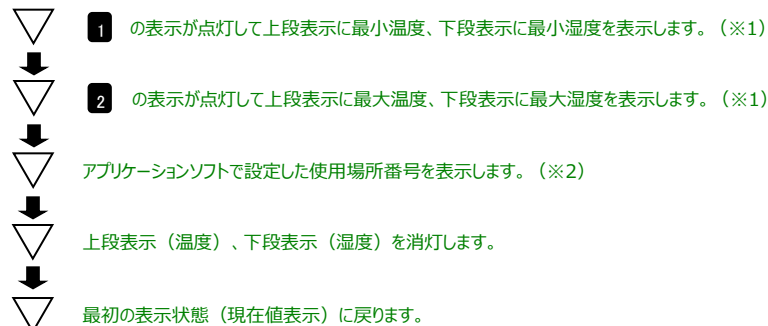 1 の表示が点灯して上段表示に最小温度、下段表示に最小湿度を表示します。（※1）
2 の表示が点灯して上段表示に最大温度、下段表示に最大湿度を表示します。（※1）
アプリケーションソフトで設定した使用場所番号を表示します。（※2）
上段表示（温度）、下段表示（湿度）を消灯します。
最初の表示状態（現在値表示）に戻ります。